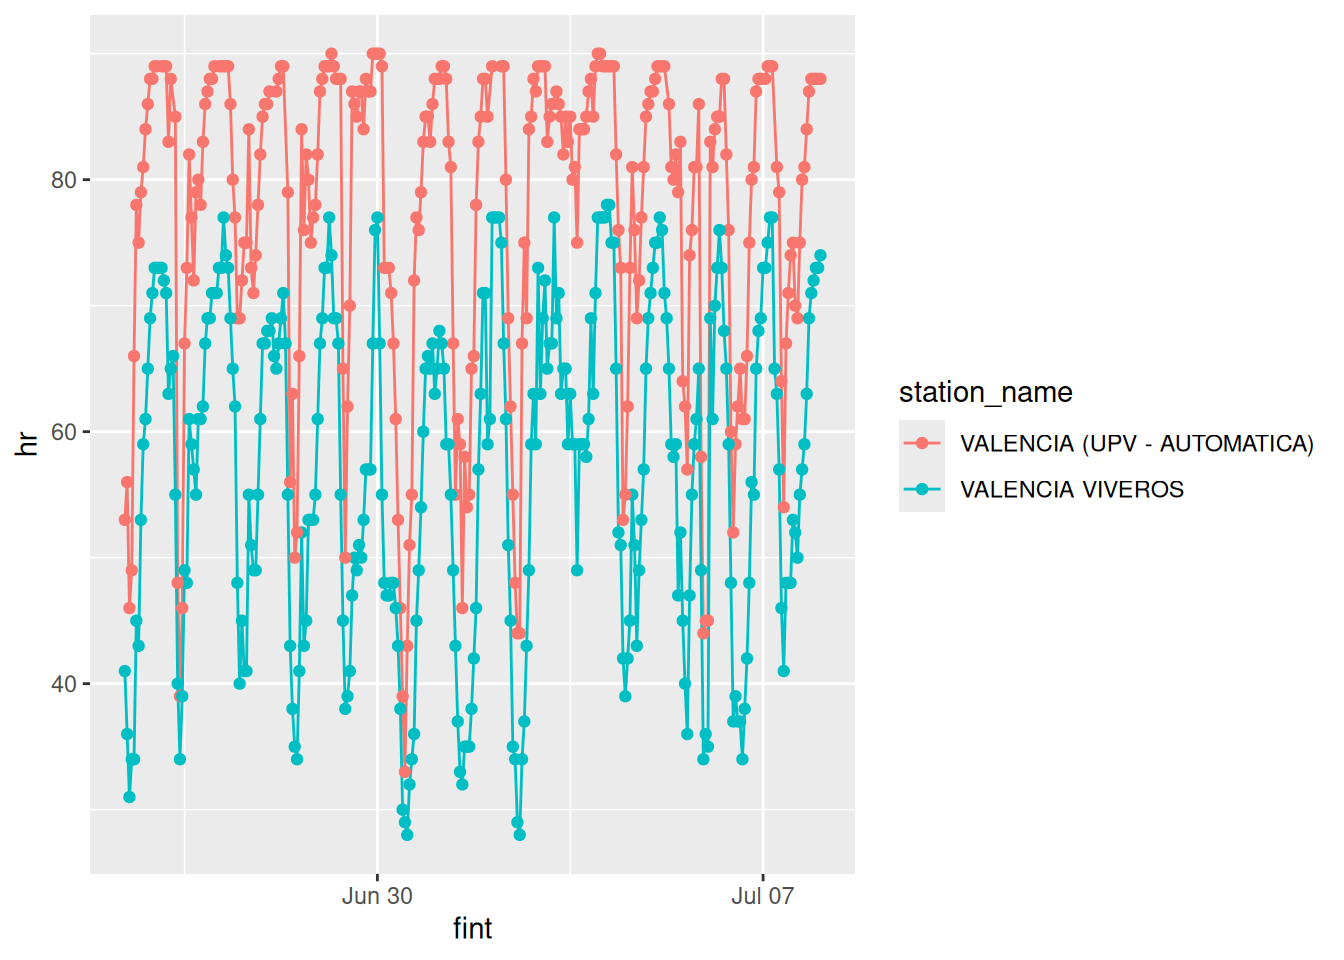 80
60
40
hr
Jun 30
Jul 07
fint
station_name
VALENCIA (UPV - AUTOMATICA)
VALENCIA VIVEROS